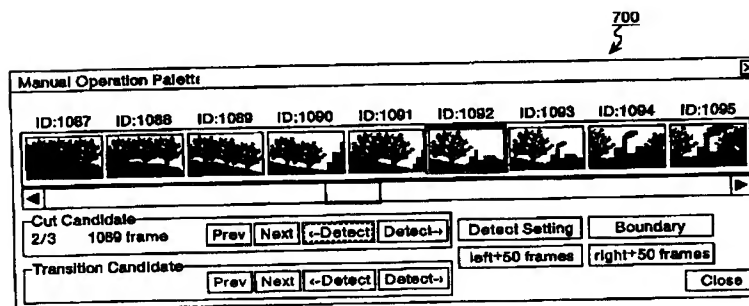 700
Manual Operation Palette
ID:1087 ID:1088 ID:1089 ID:1090 ID:1091 ID:1092 ID:1093 ID:1094 ID:1095
Cut Candidate
2/3 1089 frame Prev Next ←Detect Detect→ Detect Setting Boundary
left+50 frames right+50 frames
Transition Candidate
Prev Next ←Detect Detect→ Close